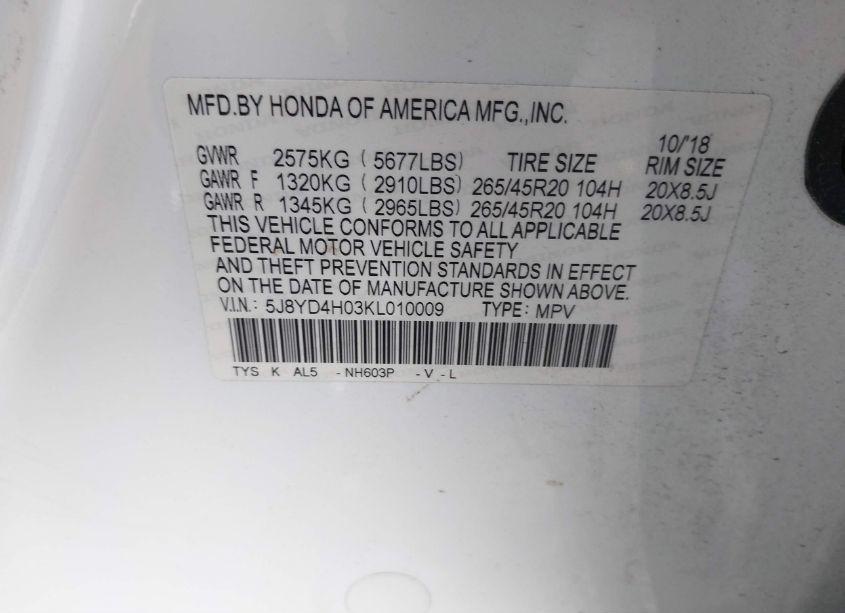 MFD.BY HONDA OF AMERICA MFG.,INC.
10/'18
GVWR 2575KG ( 5677LBS) TIRE SIZE RIM SIZE
GAWR F 1320KG ( 2910LBS) 265/45R20 104H 20X8.5J
GAWR R 1345KG ( 2965LBS) 265/45R20 104H 20X8.5J
THIS VEHICLE CONFORMS TO ALL APPLICABLE
FEDERAL MOTOR VEHICLE SAFETY
AND THEFT PREVENTION STANDARDS IN EFFECT
ON THE DATE OF MANUFACTURE SHOWN ABOVE.
V.I.N.: 5J8YD4H03KL010009 TYPE: MPV
TYS K AL5 - NH603P - V - L